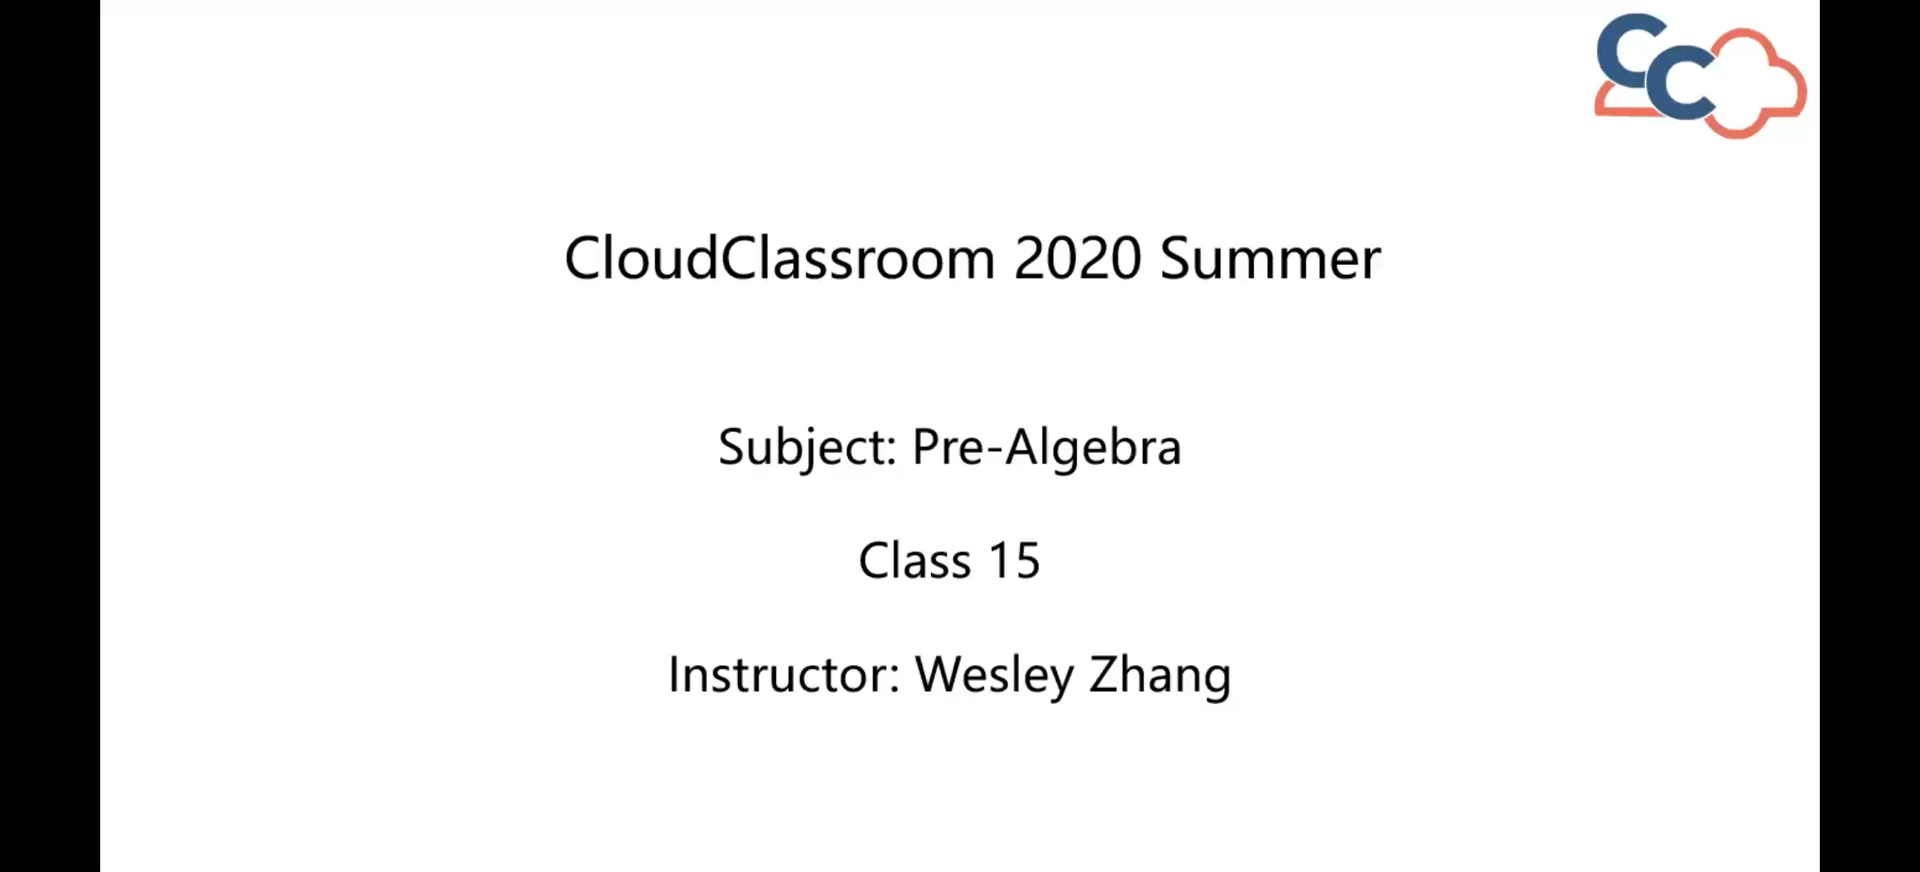 CC
CloudClassroom 2020 Summer
Subject: Pre-Algebra
Class 15
Instructor: Wesley Zhang